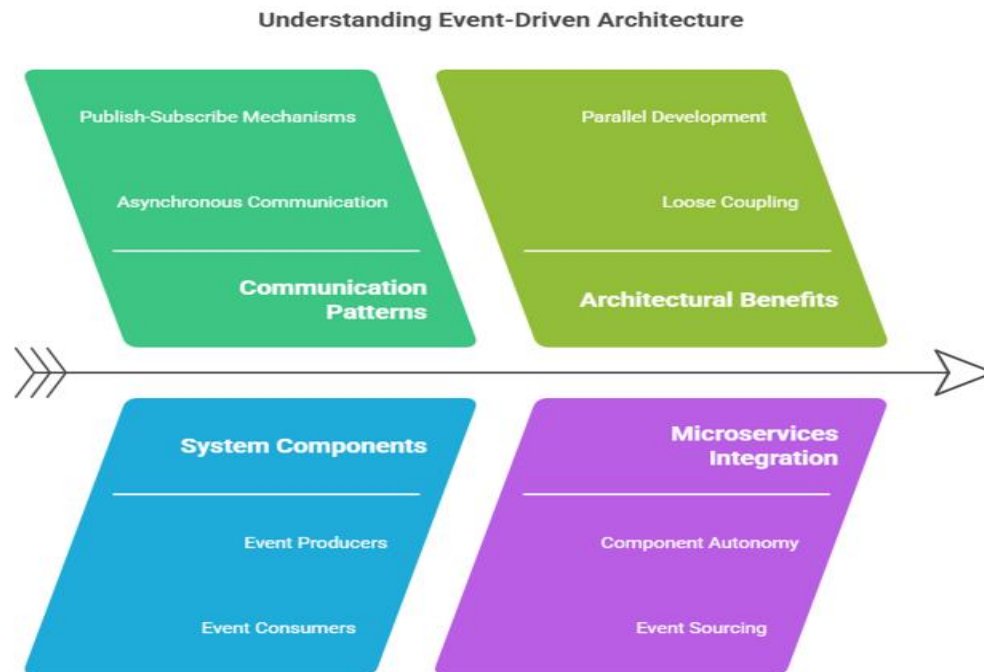 Understanding Event-Driven Architecture
Publish-Subscribe Mechanisms
Asynchronous Communication
Communication
Patterns
Parallel Development
Loose Coupling
Architectural Benefits
System Components
Event Producers
Event Consumers
Microservices
Integration
Component Autonomy
Event Sourcing